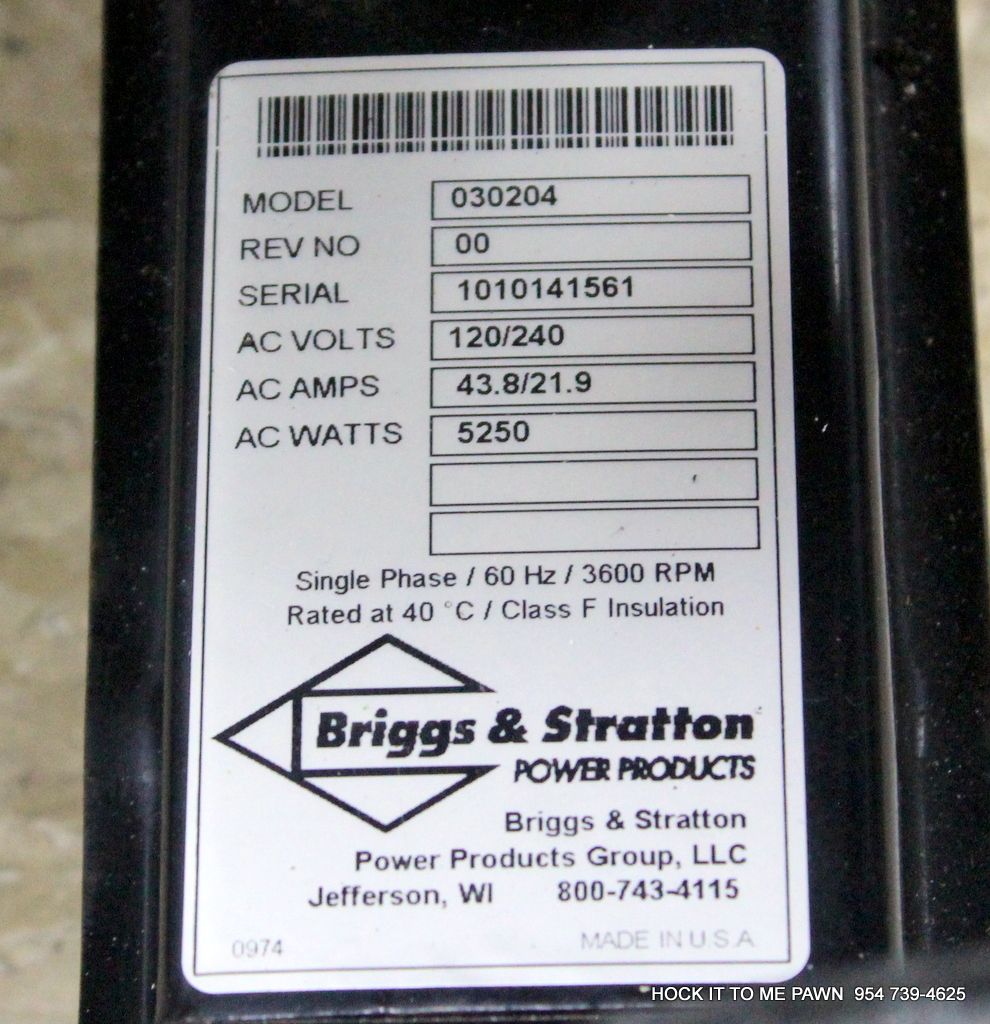 MODEL 030204
REV NO 00
SERIAL 1010141561
AC VOLTS 120/240
AC AMPS 43.8/21.9
AC WATTS 5250
Single Phase / 60 Hz / 3600 RPM
Rated at 40 °C / Class F Insulation
Briggs & Stratton
POWER PRODUCTS
Briggs & Stratton
Power Products Group, LLC
Jefferson, WI 800-743-4115
0974 MADE IN U.S.A
HOCK IT TO ME PAWN 954 739-4625